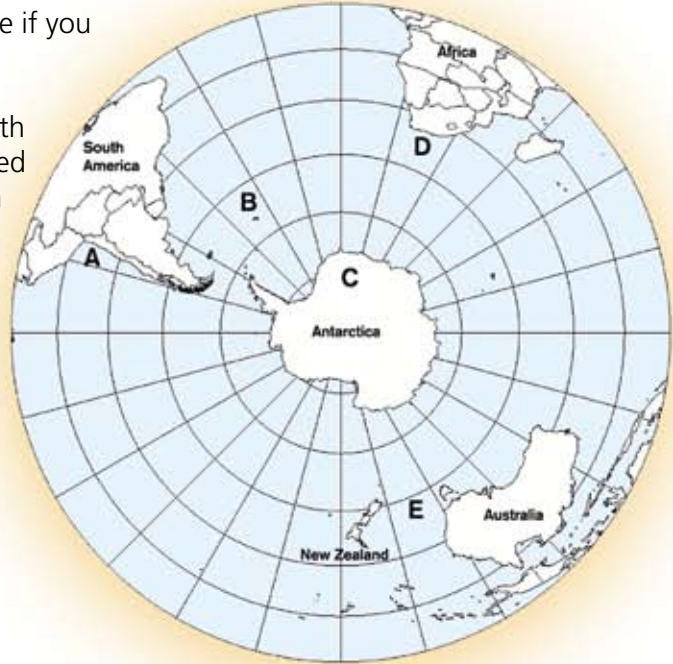 e if you
th
ed
Africa
South
America
D
B
A
C
Antarctica
E
Australia
New Zealand